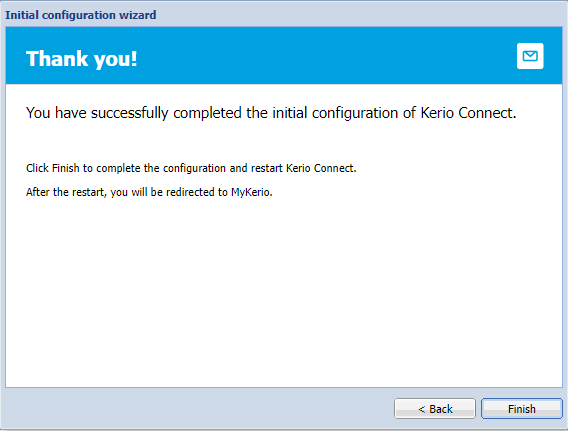 Initial configuration wizard
Thank you!
You have successfully completed the initial configuration of Kerio Connect.
Click Finish to complete the configuration and restart Kerio Connect.
After the restart, you will be redirected to MyKerio.
< Back Finish